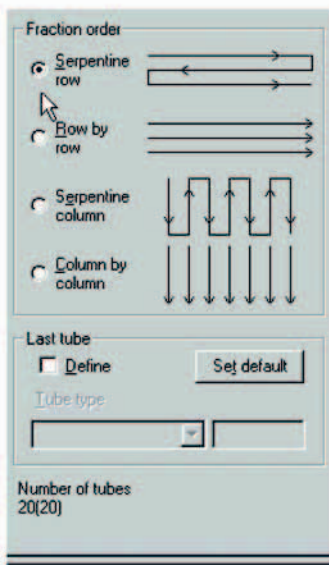 Fraction order
Serpentine
row
Row by
row
Serpentine
column
Column by
column
Last tube
Define
Set default
Tube type
Number of tubes
20(20)